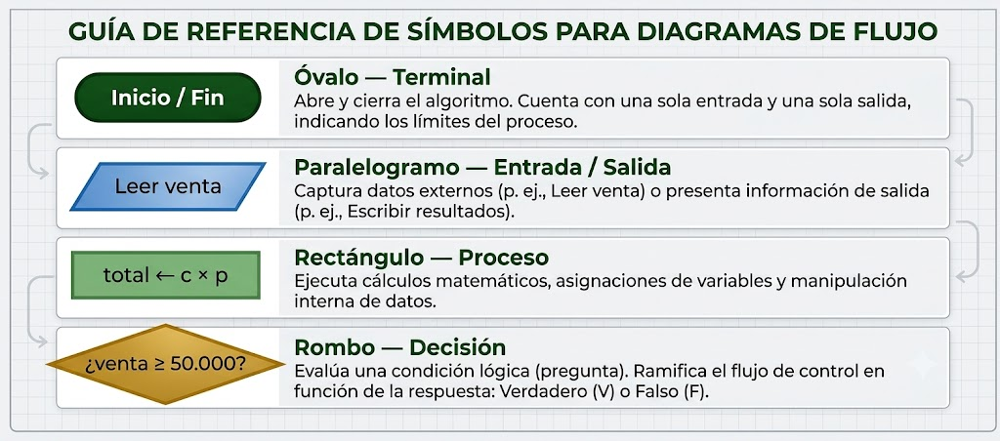 GUÍA DE REFERENCIA DE SÍMBOLOS PARA DIAGRAMAS DE FLUJO
Inicio / Fin
Óvalo — Terminal
Abre y cierra el algoritmo. Cuenta con una sola entrada y una sola salida,
indicando los límites del proceso.
Leer venta
Paralelogramo — Entrada / Salida
Captura datos externos (p. ej., Leer venta) o presenta información de salida
(p. ej., Escribir resultados).
total ← c × p
Rectángulo — Proceso
Ejecuta cálculos matemáticos, asignaciones de variables y manipulación
interna de datos.
¿venta ≥ 50.000?
Rombo — Decisión
Evalúa una condición lógica (pregunta). Ramifica el flujo de control en
función de la respuesta: Verdadero (V) o Falso (F).